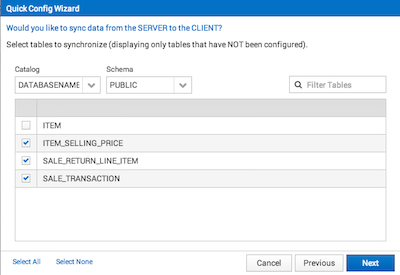 Quick Config Wizard
Would you like to sync data from the SERVER to the CLIENT?
Select tables to synchronize (displaying only tables that have NOT been configured).
Catalog Schema
DATABASENAME PUBLIC Filter Tables
ITEM
ITEM_SELLING_PRICE
SALE_RETURN_LINE_ITEM
SALE_TRANSACTION
Select All Select None Cancel Previous Next